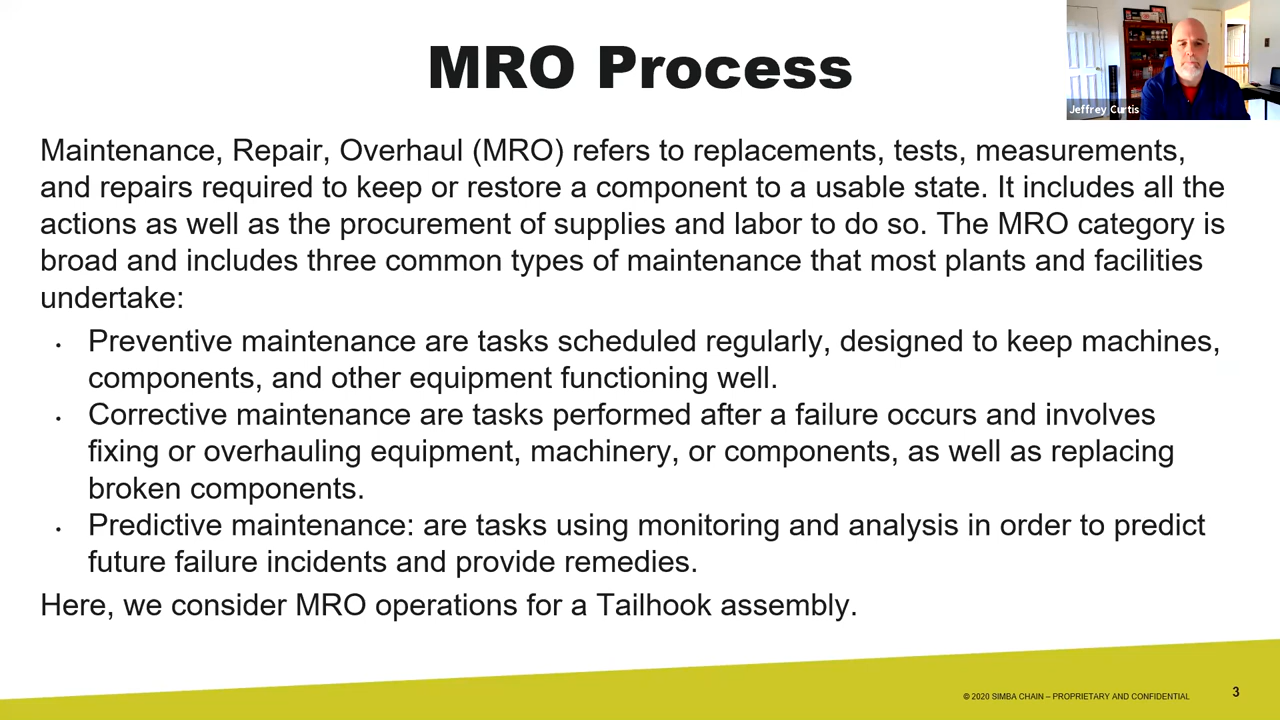 MRO Process
Jeffrey Curtis
Maintenance, Repair, Overhaul (MRO) refers to replacements, tests, measurements,
and repairs required to keep or restore a component to a usable state. It includes all the
actions as well as the procurement of supplies and labor to do so. The MRO category is
broad and includes three common types of maintenance that most plants and facilities
undertake:
• Preventive maintenance are tasks scheduled regularly, designed to keep machines,
components, and other equipment functioning well.
• Corrective maintenance are tasks performed after a failure occurs and involves
fixing or overhauling equipment, machinery, or components, as well as replacing
broken components.
• Predictive maintenance: are tasks using monitoring and analysis in order to predict
future failure incidents and provide remedies.
Here, we consider MRO operations for a Tailhook assembly.
© 2020 SIMBA CHAIN – PROPRIETARY AND CONFIDENTIAL
3